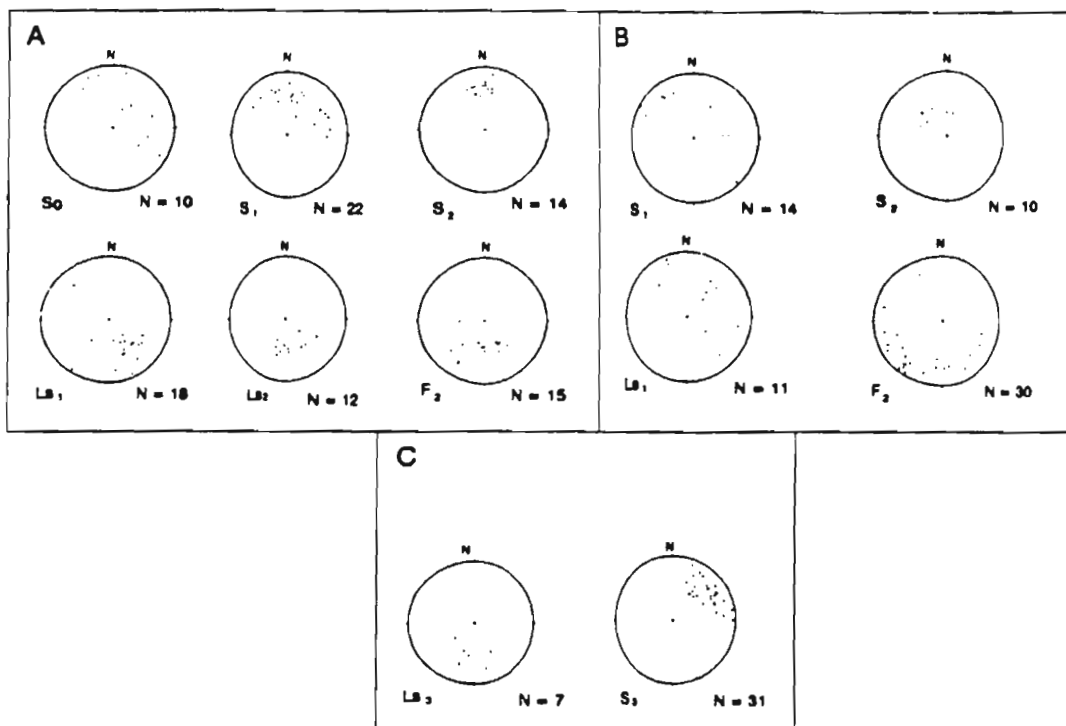 A
B
N N N N N
So N = 10 S₁ N = 22 S₂ N = 14 S₁ N = 14 S₂ N = 10
N N N N N
Ls₁ N = 18 Ls₂ N = 12 F₂ N = 15 Ls₁ N = 11 F₂ N = 30
C
N N
Ls₃ N = 7 S₃ N = 31